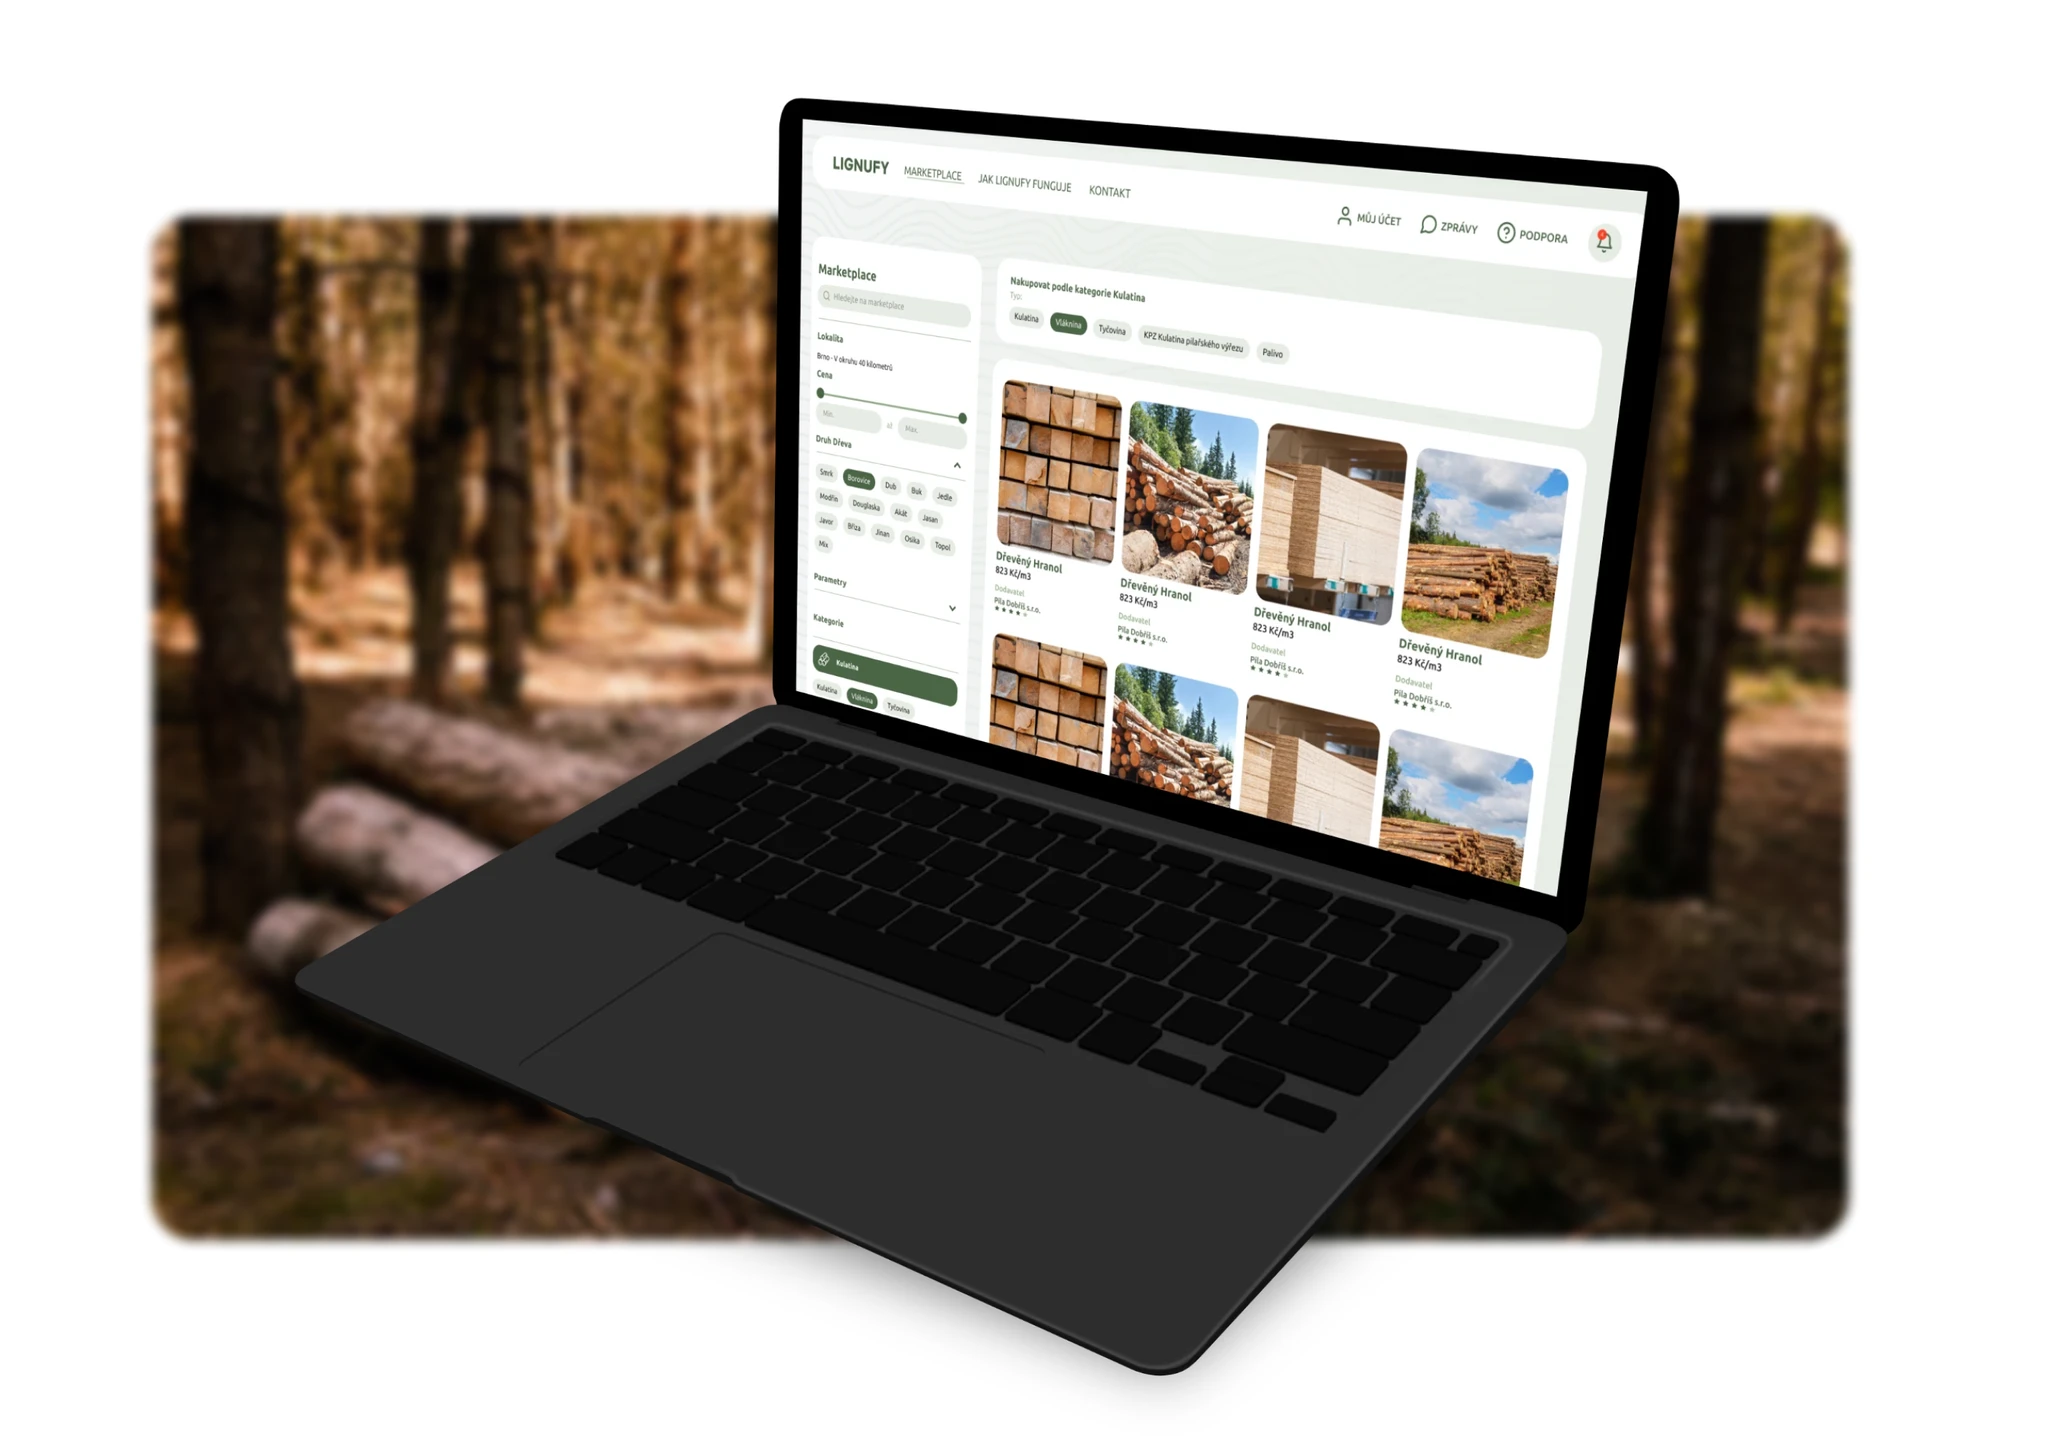 LIGNUFY
MARKETPLACE
JAK LIGNUFY FUNGUJE
KONTAKT
MŮJ ÚČET
ZPRÁVY
PODPORA
Marketplace
Hledejte na marketplace
Lokalita
Brno - V okruhu 40 kilometrů
Cena
Min.
až
Max.
Druh Dřeva
Smrk
Borovice
Dub
Buk
Jedle
Modřín
Douglaska
Akát
Jasan
Javor
Bříza
Jinan
Osika
Topol
Mix
Parametry
Kategorie
Kulatina
Kulatina
Vláknina
Tyčovina
Nakupovat podle kategorie Kulatina
Typ:
Kulatina
Vláknina
Tyčovina
KPZ Kulatina pilařského výřezu
Palivo
Dřevěný Hranol
823 Kč/m3
Dodavatel
Pila Dobříš s.r.o.
Dřevěný Hranol
823 Kč/m3
Dodavatel
Pila Dobříš s.r.o.
Dřevěný Hranol
823 Kč/m3
Dodavatel
Pila Dobříš s.r.o.
Dřevěný Hranol
823 Kč/m3
Dodavatel
Pila Dobříš s.r.o.